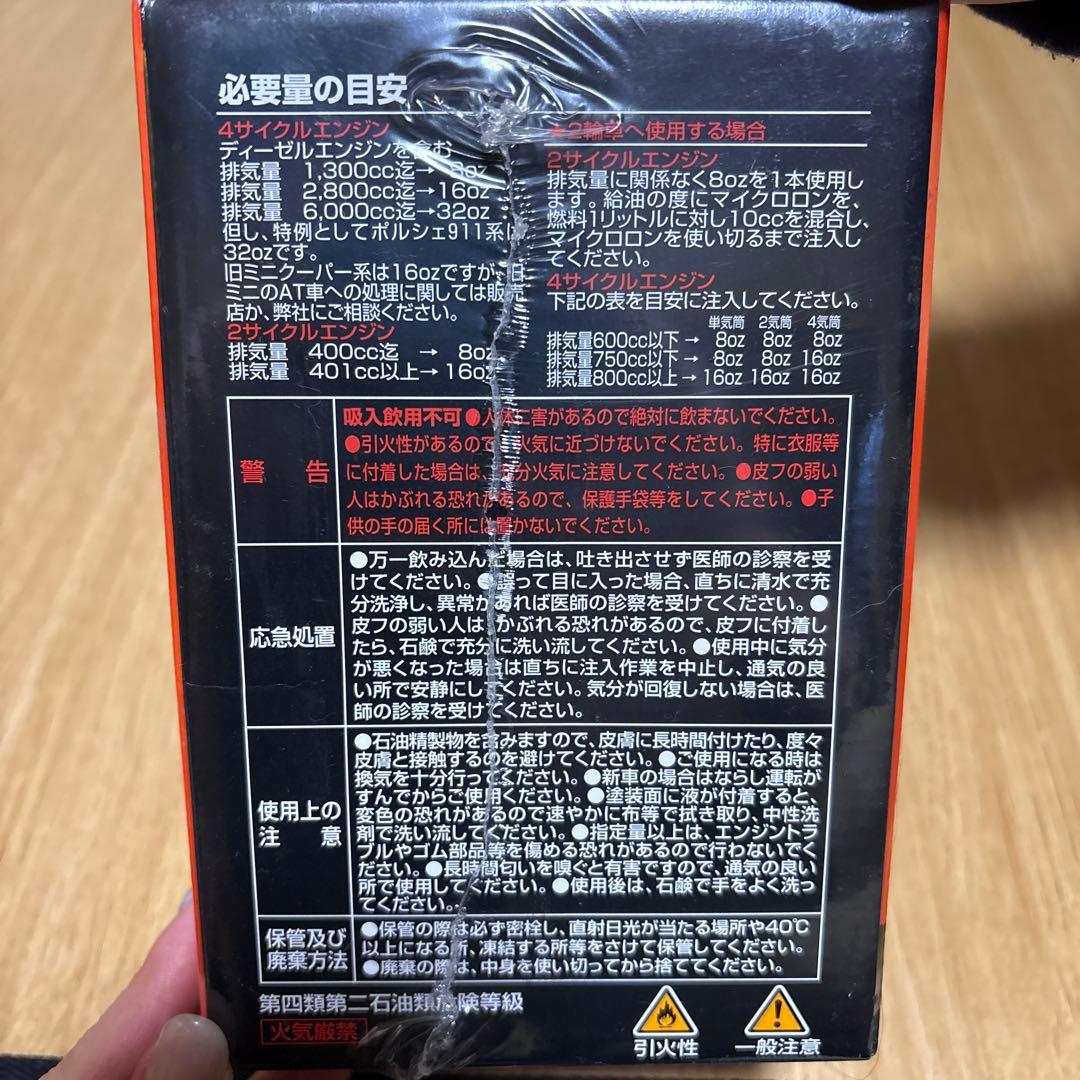 必要量の目安
4サイクルエンジン
ディーゼルエンジンを含む
排気量 1,300cc迄→ 8oz
排気量 2,800cc迄→16oz
排気量 6,000cc迄→32oz
但し、特例としてポルシェ911系は
32ozです。
旧ミニクーパー系は16ozですが、旧
ミニのAT車への処理に関しては販売
店か、弊社にご相談ください。
2サイクルエンジン
排気量 400cc迄 → 8oz
排気量 401cc以上→16oz
★2輪車へ使用する場合
2サイクルエンジン
排気量に関係なく8ozを1本使用し
ます。給油の度にマイクロロンを、
燃料1リットルに対し10ccを混合し、
マイクロロンを使い切るまで注入し
てください。
4サイクルエンジン
下記の表を目安に注入してください。
単気筒 2気筒 4気筒
排気量600cc以下→ 8oz 8oz 8oz
排気量750cc以下→ 8oz 8oz 16oz
排気量800cc以上→16oz 16oz 16oz
警告
吸入飲用不可●人体に害があるので絶対に飲まないでください。
●引火性があるので、火気に近づけないでください。特に衣服等
に付着した場合は、充分火気に注意してください。●皮フの弱い
人はかぶれる恐れがあるので、保護手袋等をしてください。●子
供の手の届く所には置かないでください。
応急処置
●万一飲み込んだ場合は、吐き出させず医師の診察を受
けてください。●誤って目に入った場合、直ちに清水で充
分洗浄し、異常があれば医師の診察を受けてください。●
皮フの弱い人は、かぶれる恐れがあるので、皮フに付着し
たら、石鹸で充分に洗い流してください。●使用中に気分
が悪くなった場合は直ちに注入作業を中止し、通気の良
い所で安静にしてください。気分が回復しない場合は、医
師の診察を受けてください。
使用上の
注意
●石油精製物を含みますので、皮膚に長時間付けたり、度々
皮膚と接触するのを避けてください。●ご使用になる時は
換気を十分行ってください。●新車の場合はならし運転が
すんでからご使用ください。●塗装面に液が付着すると、
変色の恐れがあるので速やかに布等で拭き取り、中性洗
剤で洗い流してください。●指定量以上は、エンジントラ
ブルやゴム部品等を傷める恐れがあるので行わないでく
ださい。●長時間匂いを嗅ぐと有害ですので、通気の良い
所で使用してください。●使用後は、石鹸で手をよく洗っ
てください。
保管及び
廃棄方法
●保管の際は必ず密栓し、直射日光が当たる場所や40℃
以上になる所、凍結する所等をさけて保管してください。
●廃棄の際は、中身を使い切ってから捨ててください。
第四類第二石油類危険等級
火気厳禁
引火性
一般注意